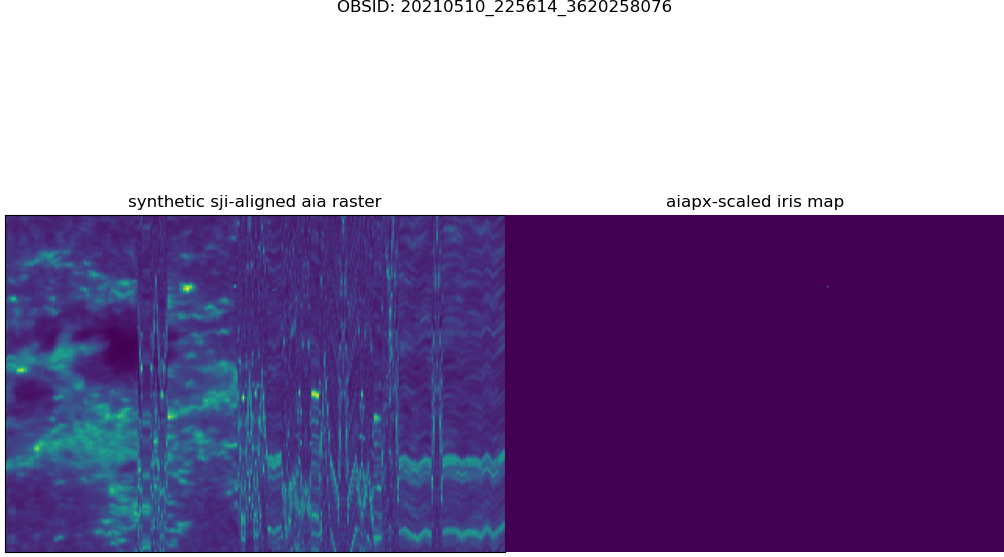 OBSID: 20210510_225614_3620258076
synthetic sji-aligned aia raster
aiapx-scaled iris map